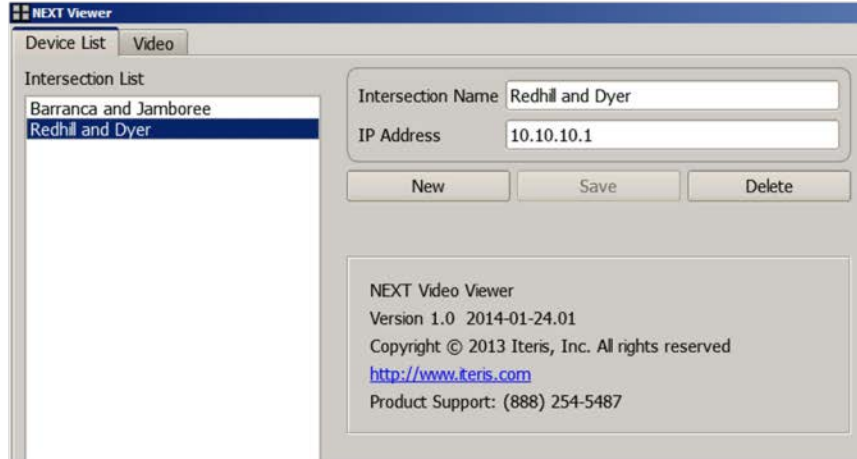 NEXT Viewer
Device List
Video
Intersection List
Barranca and Jamboree
Redhill and Dyer
Intersection Name Redhill and Dyer
IP Address 10.10.10.1
New
Save
Delete
NEXT Video Viewer
Version 1.0 2014-01-24.01
Copyright © 2013 Iteris, Inc. All rights reserved
http://www.iteris.com
Product Support: (888) 254-5487